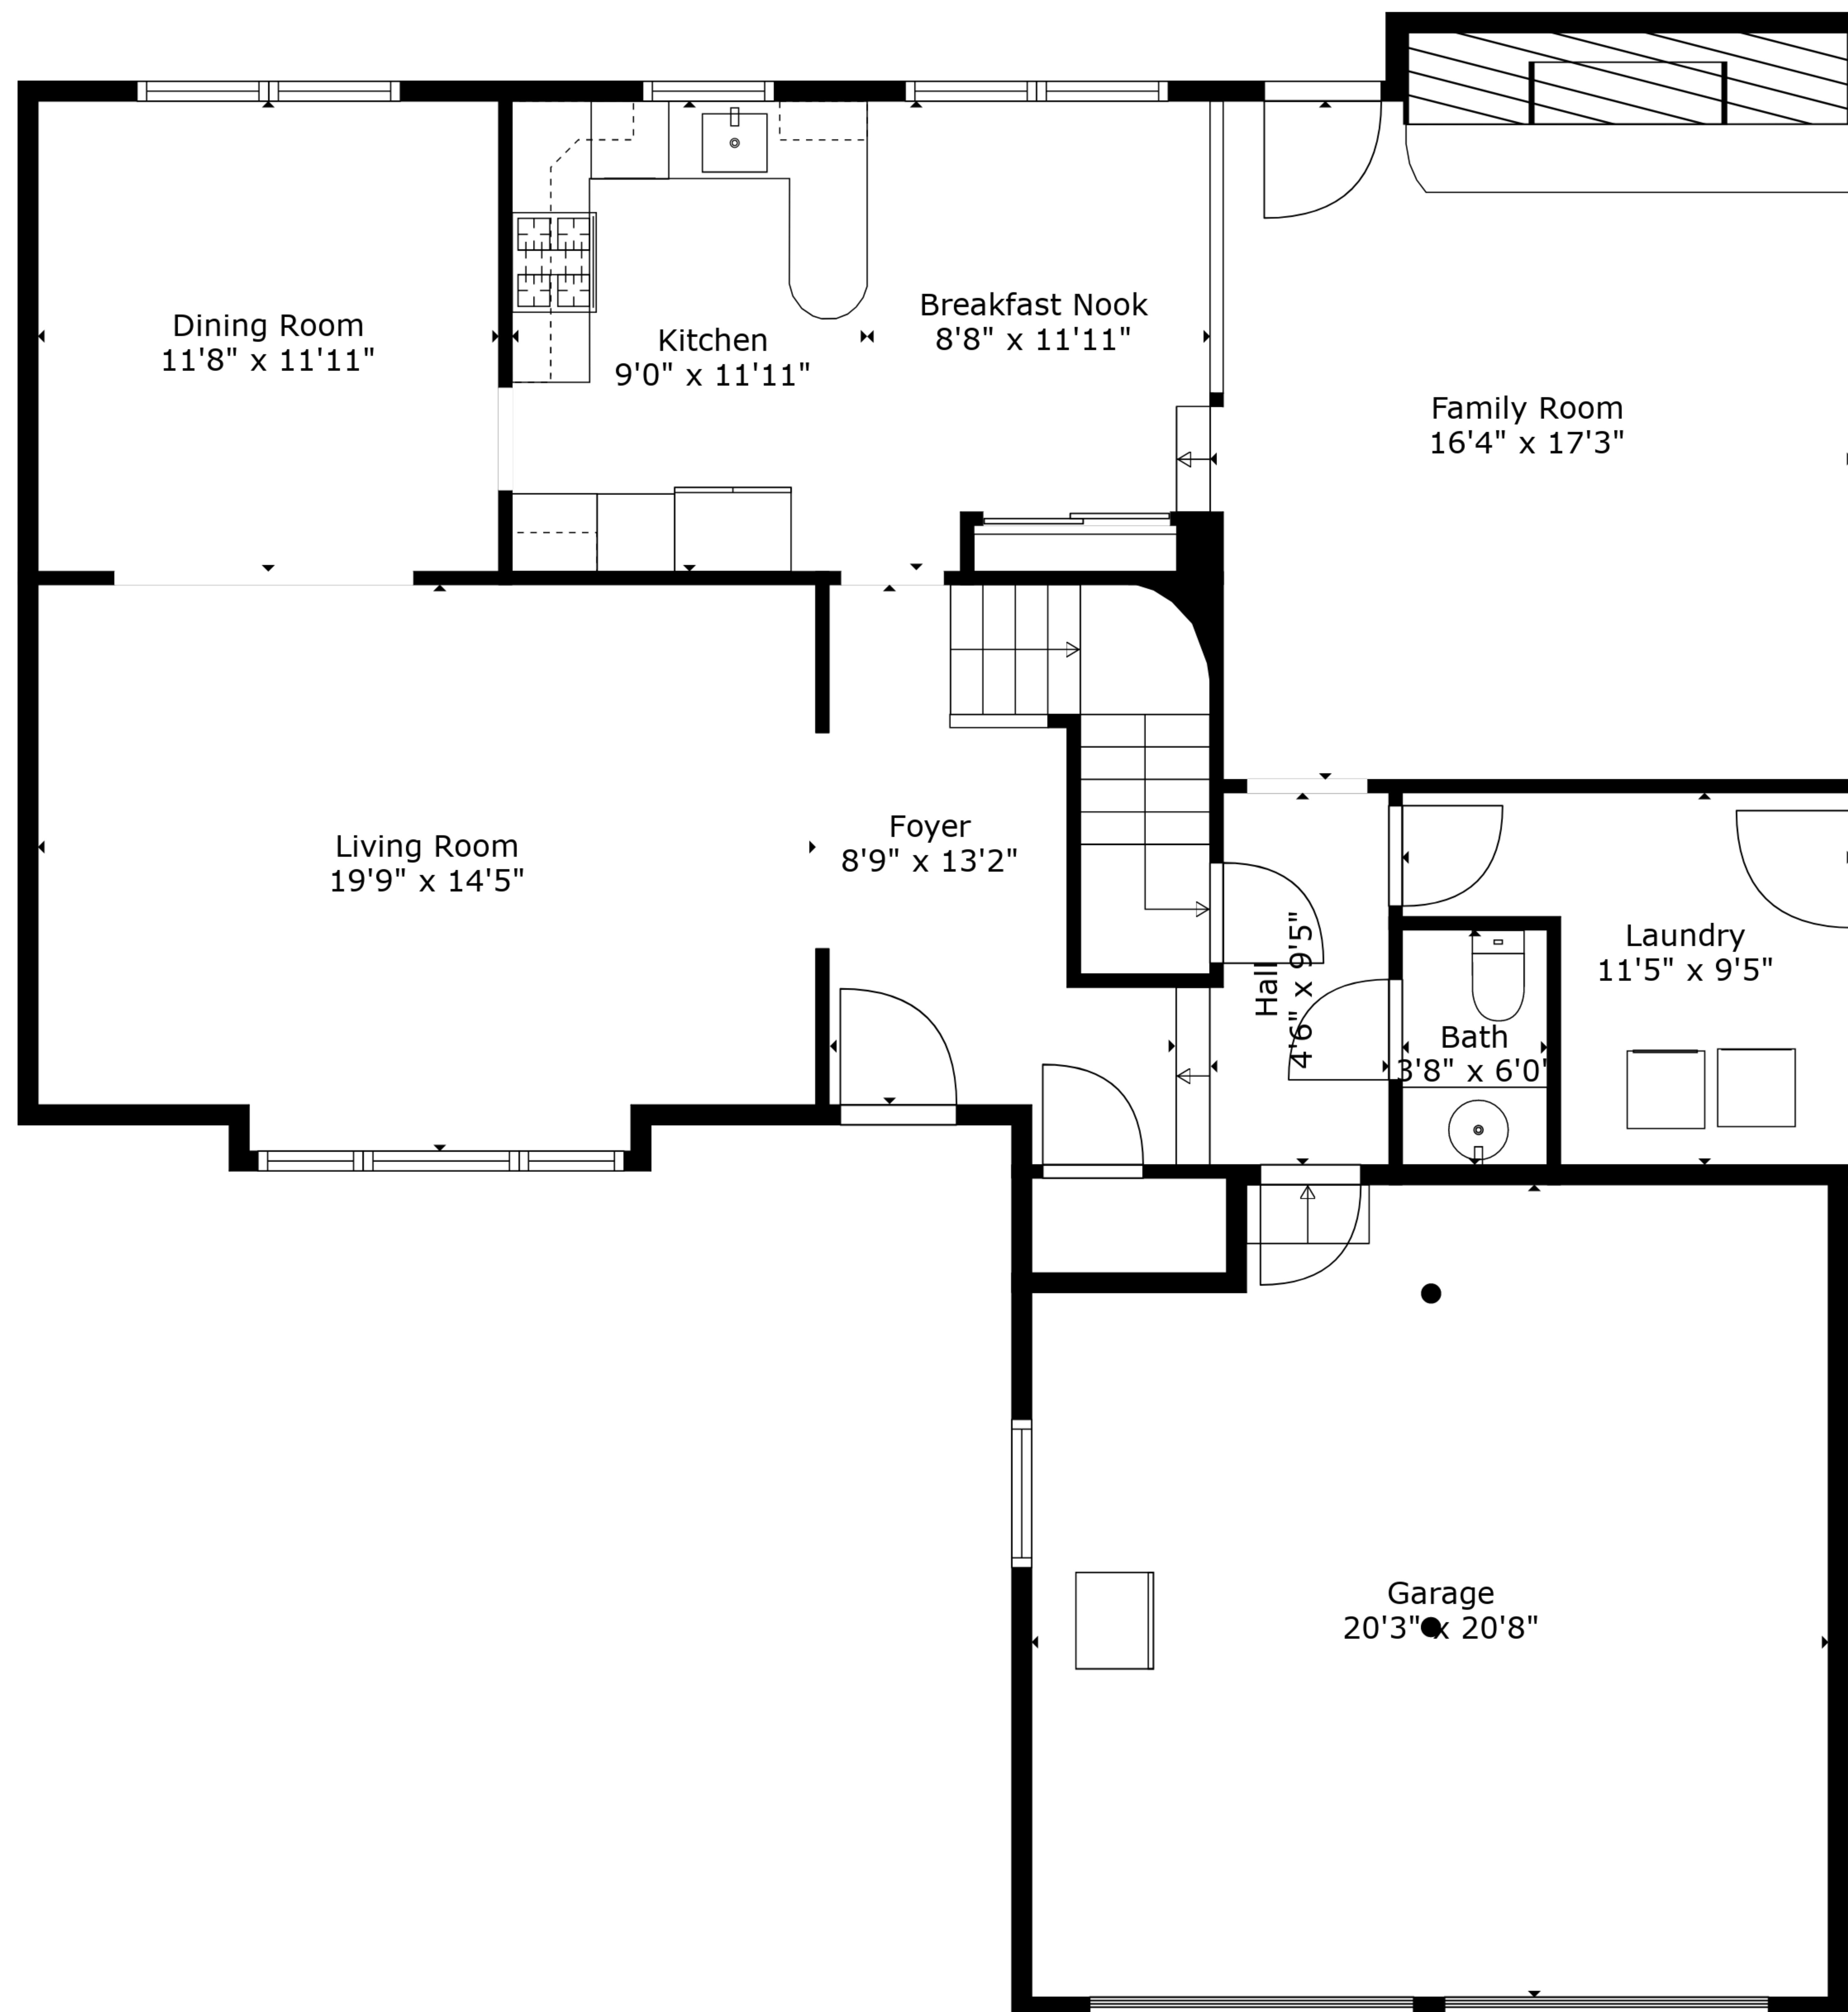 Dining Room
11'8" x 11'11"
Kitchen
9'0" x 11'11"
Breakfast Nook
8'8" x 11'11"
Family Room
16'4" x 17'3"
Living Room
19'9" x 14'5"
Foyer
8'9" x 13'2"
Hall
4'6" x 9'5"
Bath
3'8" x 6'0"
Laundry
11'5" x 9'5"
Garage
20'3" x 20'8"